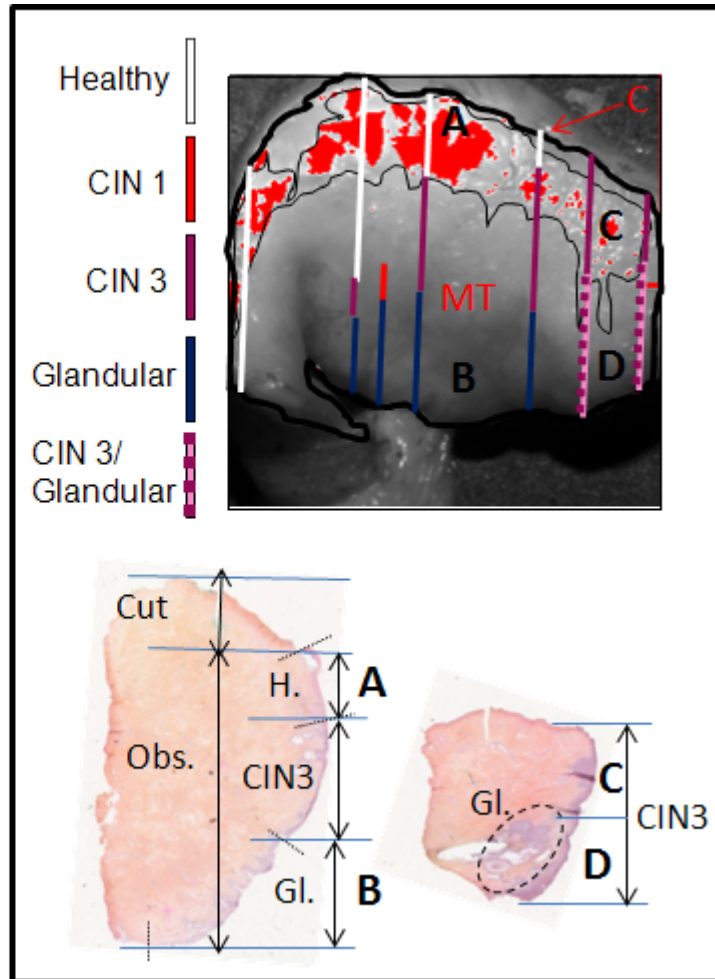 Healthy
CIN 1
CIN 3
Glandular
CIN 3/
Glandular
A
C
C
MT
B
D
Cut
H.
A
Obs.
CIN3
Gl.
B
Gl.
C
CIN3
D